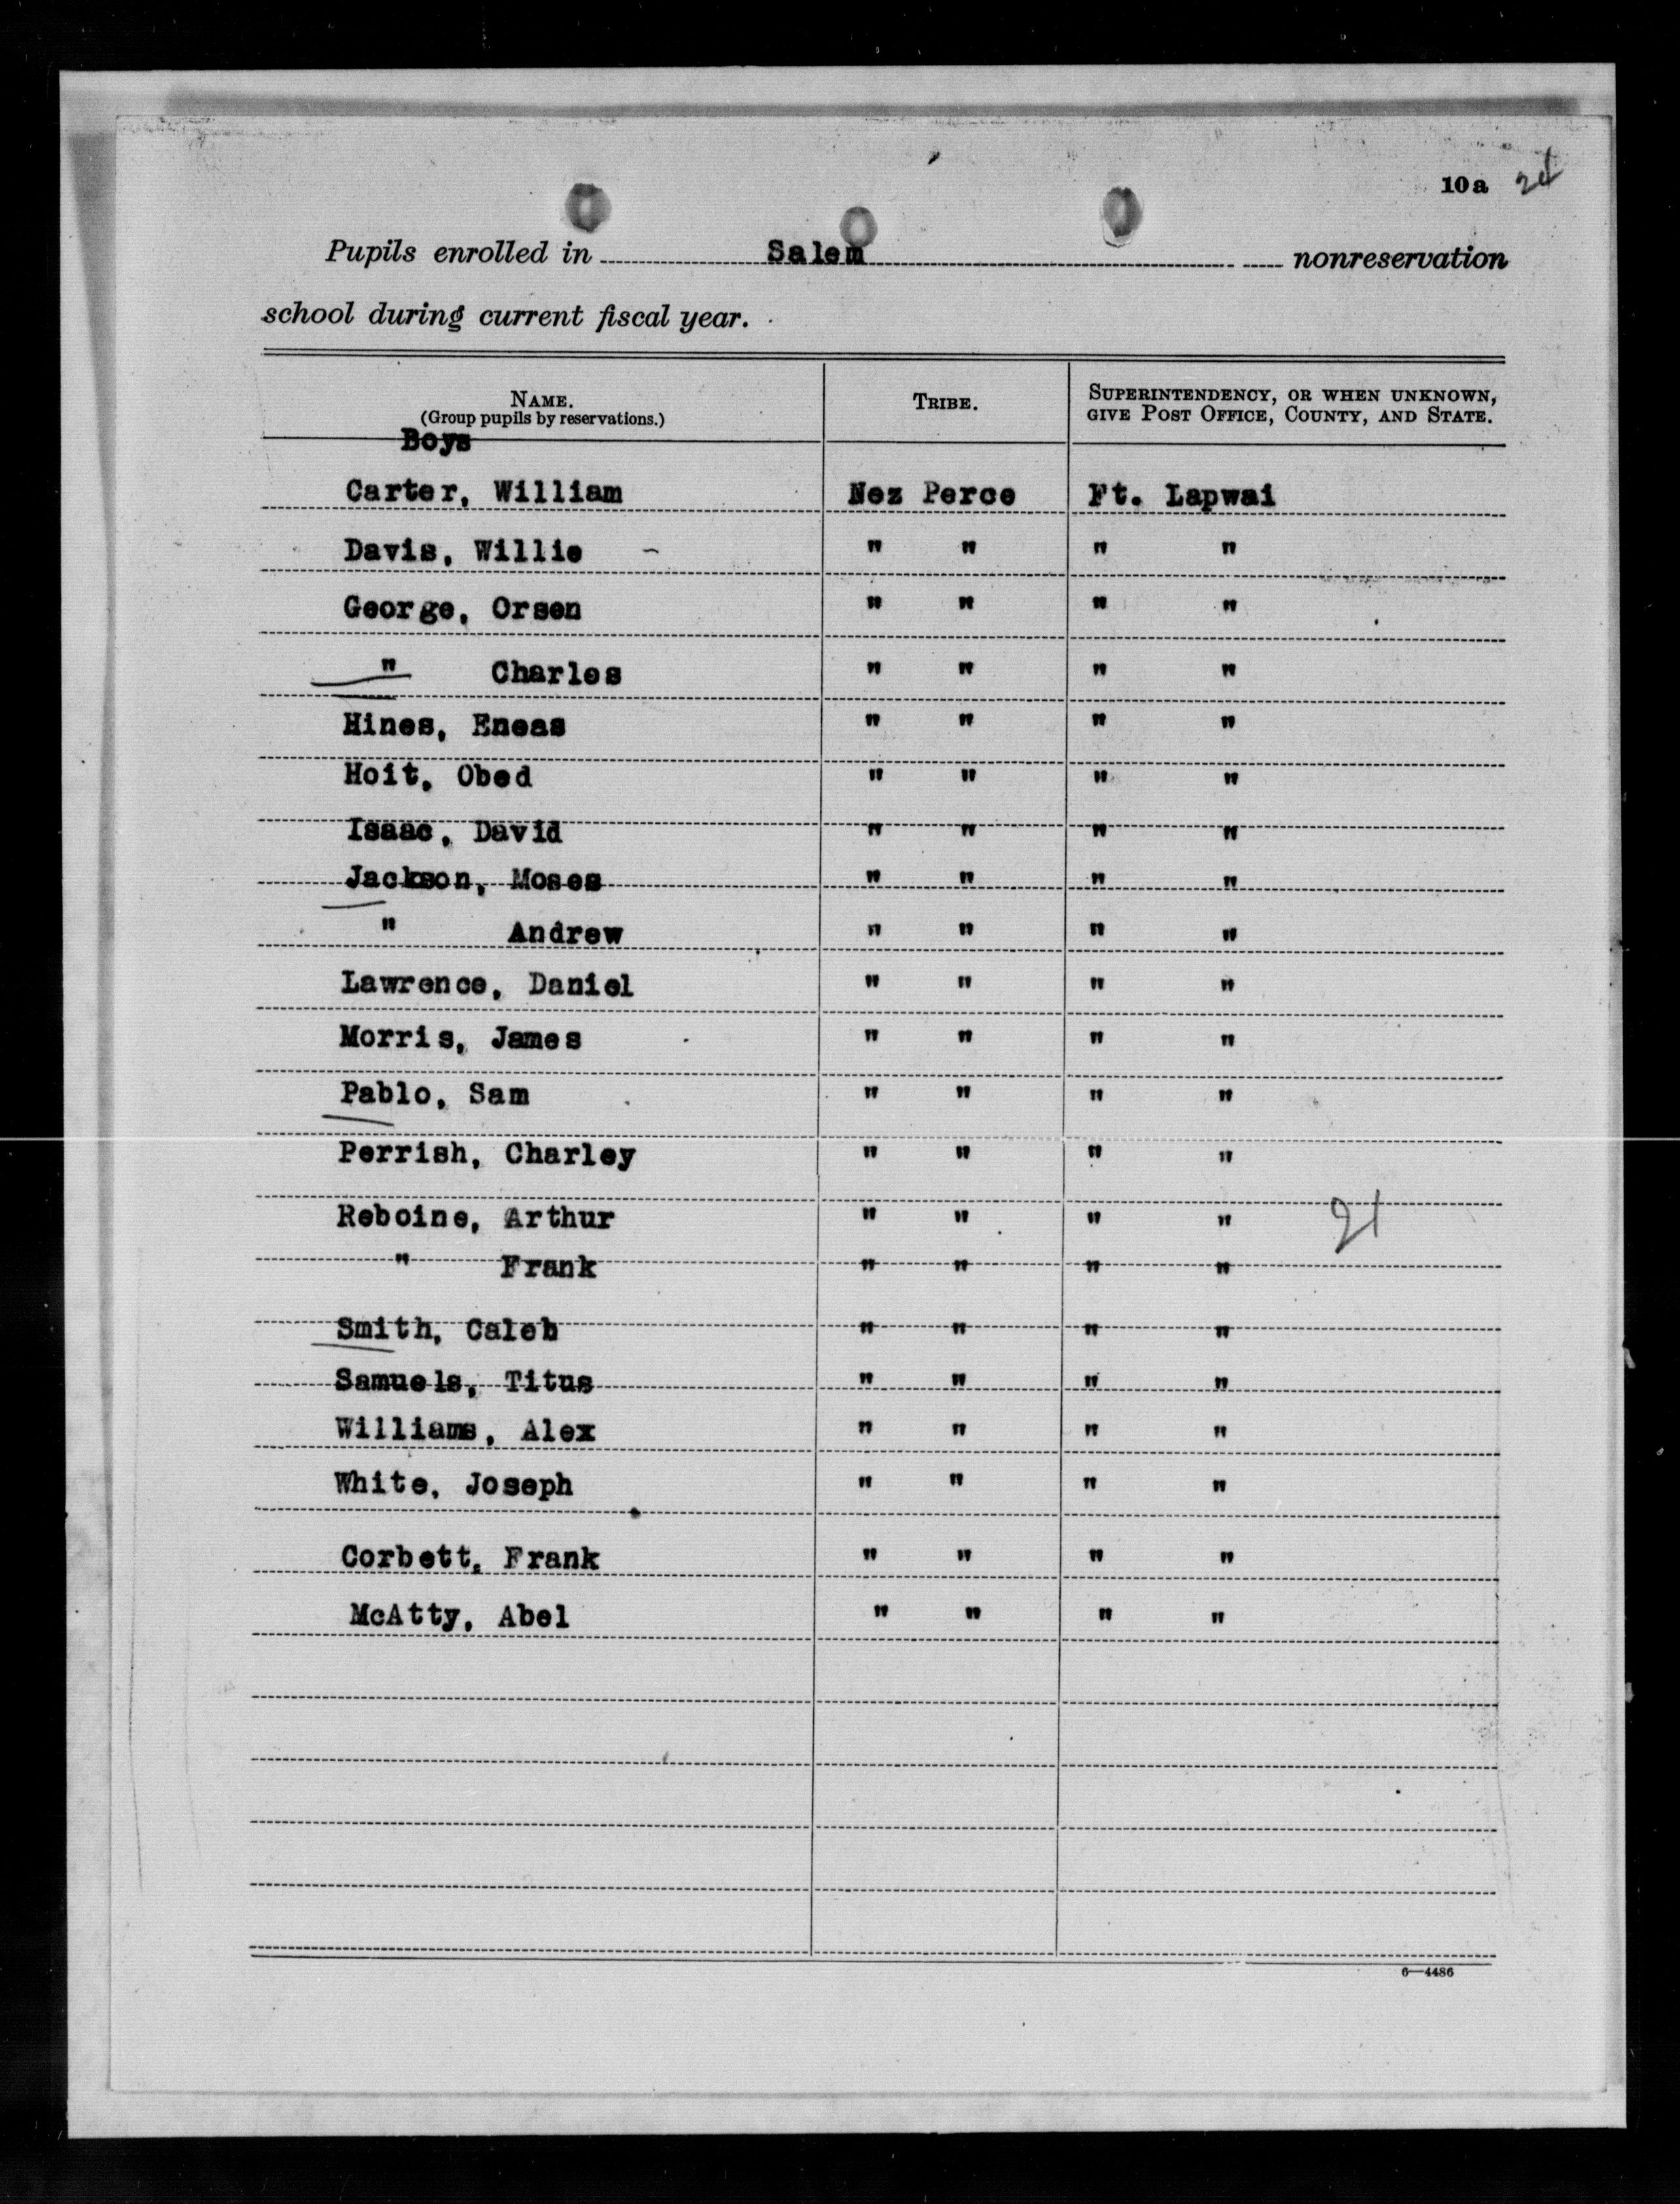 10a
Pupils enrolled in Salem nonreservation
school during current fiscal year.
NAME. TRIBE. SUPERINTENDENCY, OR WHEN UNKNOWN,
(Group pupils by reservations.) GIVE POST OFFICE, COUNTY, AND STATE.
Boys
Carter, William Nez Perce Ft. Lapwai
Davis, Willie " " " "
George, Orsen " " " "
" Charles " " " "
Hines, Eneas " " " "
Hoit, Obed " " " "
Isaac, David " " " "
Jackson, Moses " " " "
" Andrew " " " "
Lawrence, Daniel " " " "
Morris, James " " " "
Pablo, Sam " " " "
Perrish, Charley " " " "
Reboine, Arthur " " " " 21
" Frank " " " "
Smith, Caleb " " " "
Samuels, Titus " " " "
Williams, Alex " " " "
White, Joseph " " " "
Corbett, Frank " " " "
McAtty, Abel " " " "
6—4486